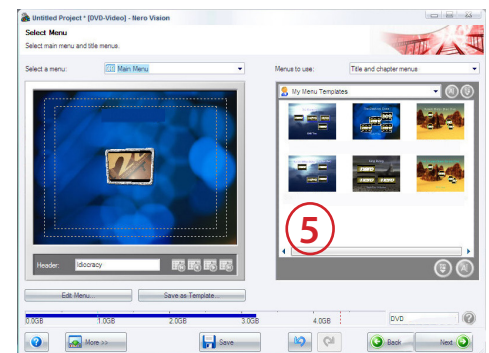 Untitled Project * [DVD-Video] - Nero Vision
Select Menu
Select main menu and title menus.
Select a menu: Main Menu
Menus to use: Title and chapter menus
My Menu Templates
5
Header: Idiocracy
Edit Menu... Save as Template...
0.0GB 1.0GB 2.0GB 3.0GB 4.0GB DVD
More >> Save Back Next